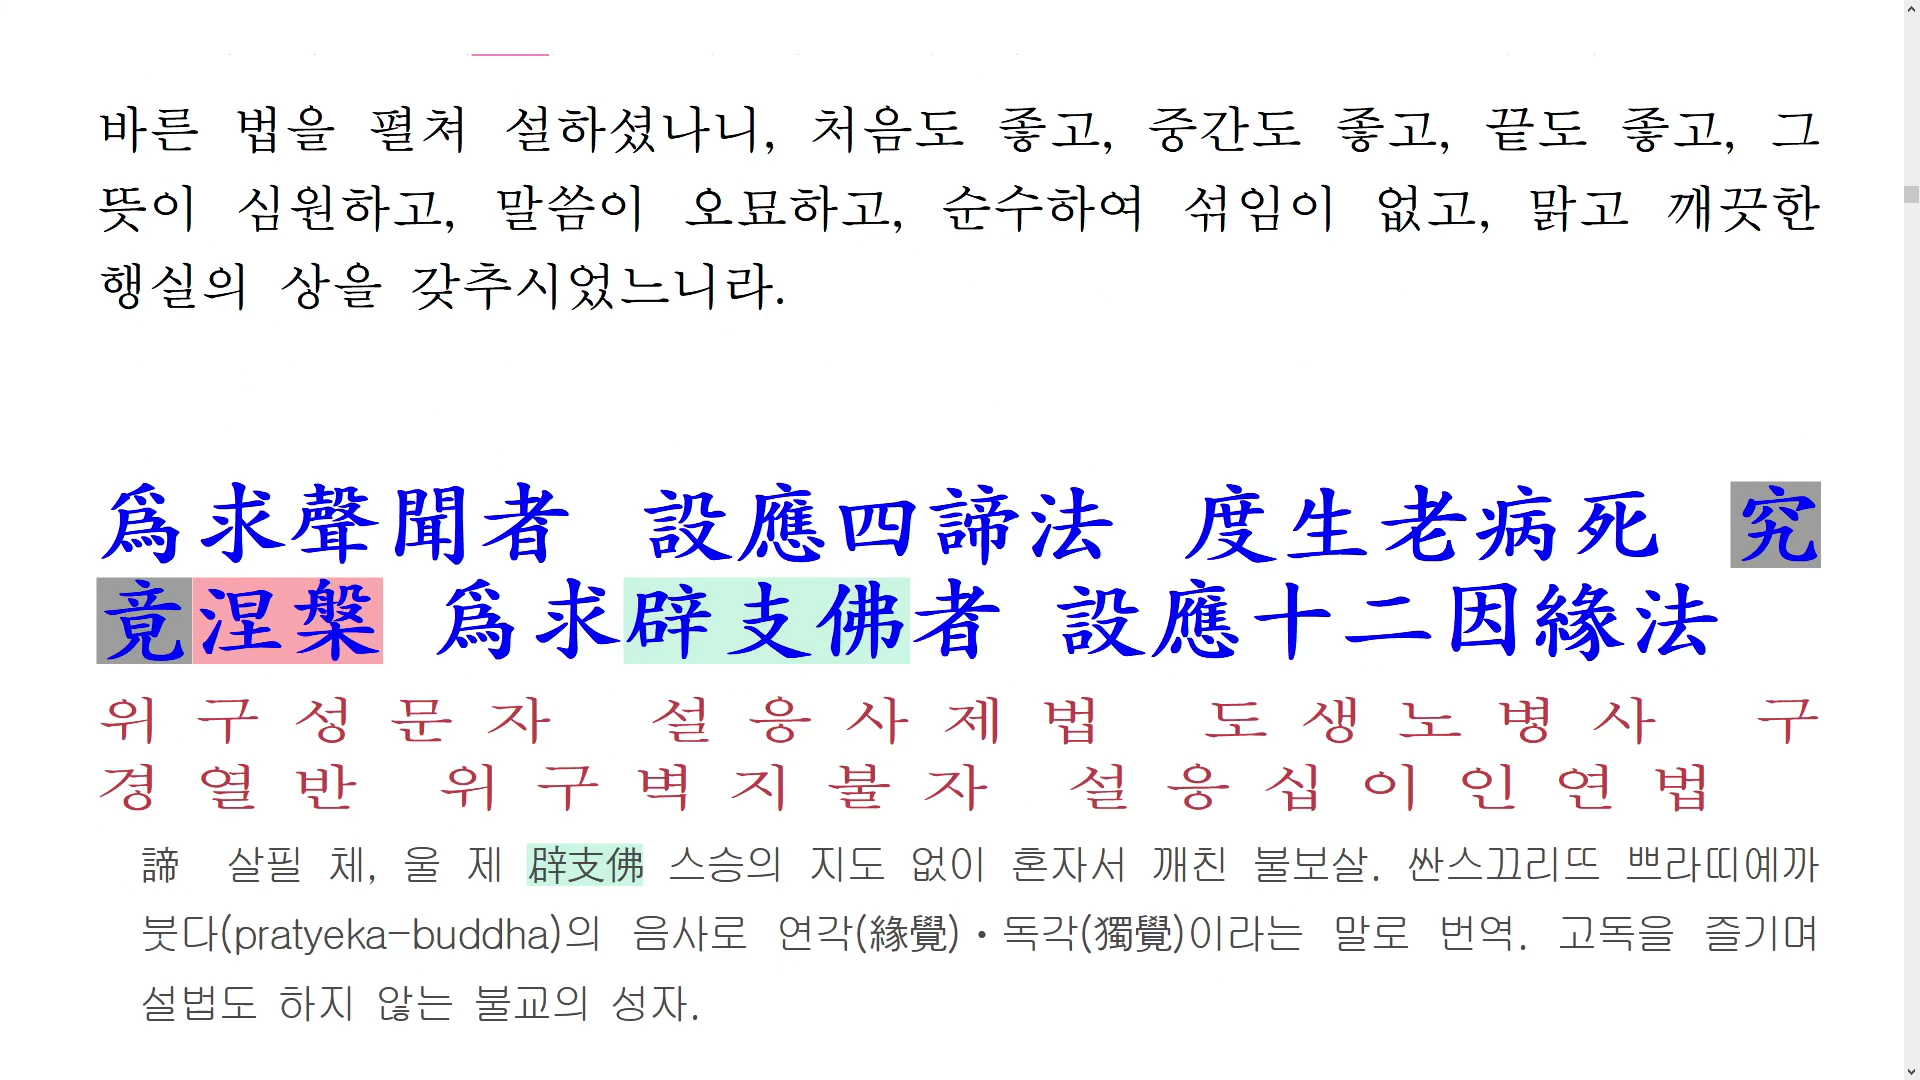 바른 법을 펼쳐 설하셨나니, 처음도 좋고, 중간도 좋고, 끝도 좋고, 그
뜻이 심원하고, 말씀이 오묘하고, 순수하여 섞임이 없고, 맑고 깨끗한
행실의 상을 갖추시었느니라.
爲求聲聞者 設應四諦法 度生老病死 究
竟涅槃 爲求辟支佛者 設應十二因緣法
위구성문자 설응사제법 도생노병사 구
경열반 위구벽지불자 설응십이인연법
諦 살필 체, 울 제 辟支佛 스승의 지도 없이 혼자서 깨친 불보살. 싼스끄리뜨 쁘라띠예까
붓다(pratyeka-buddha)의 음사로 연각(緣覺)·독각(獨覺)이라는 말로 번역. 고독을 즐기며
설법도 하지 않는 불교의 성자.